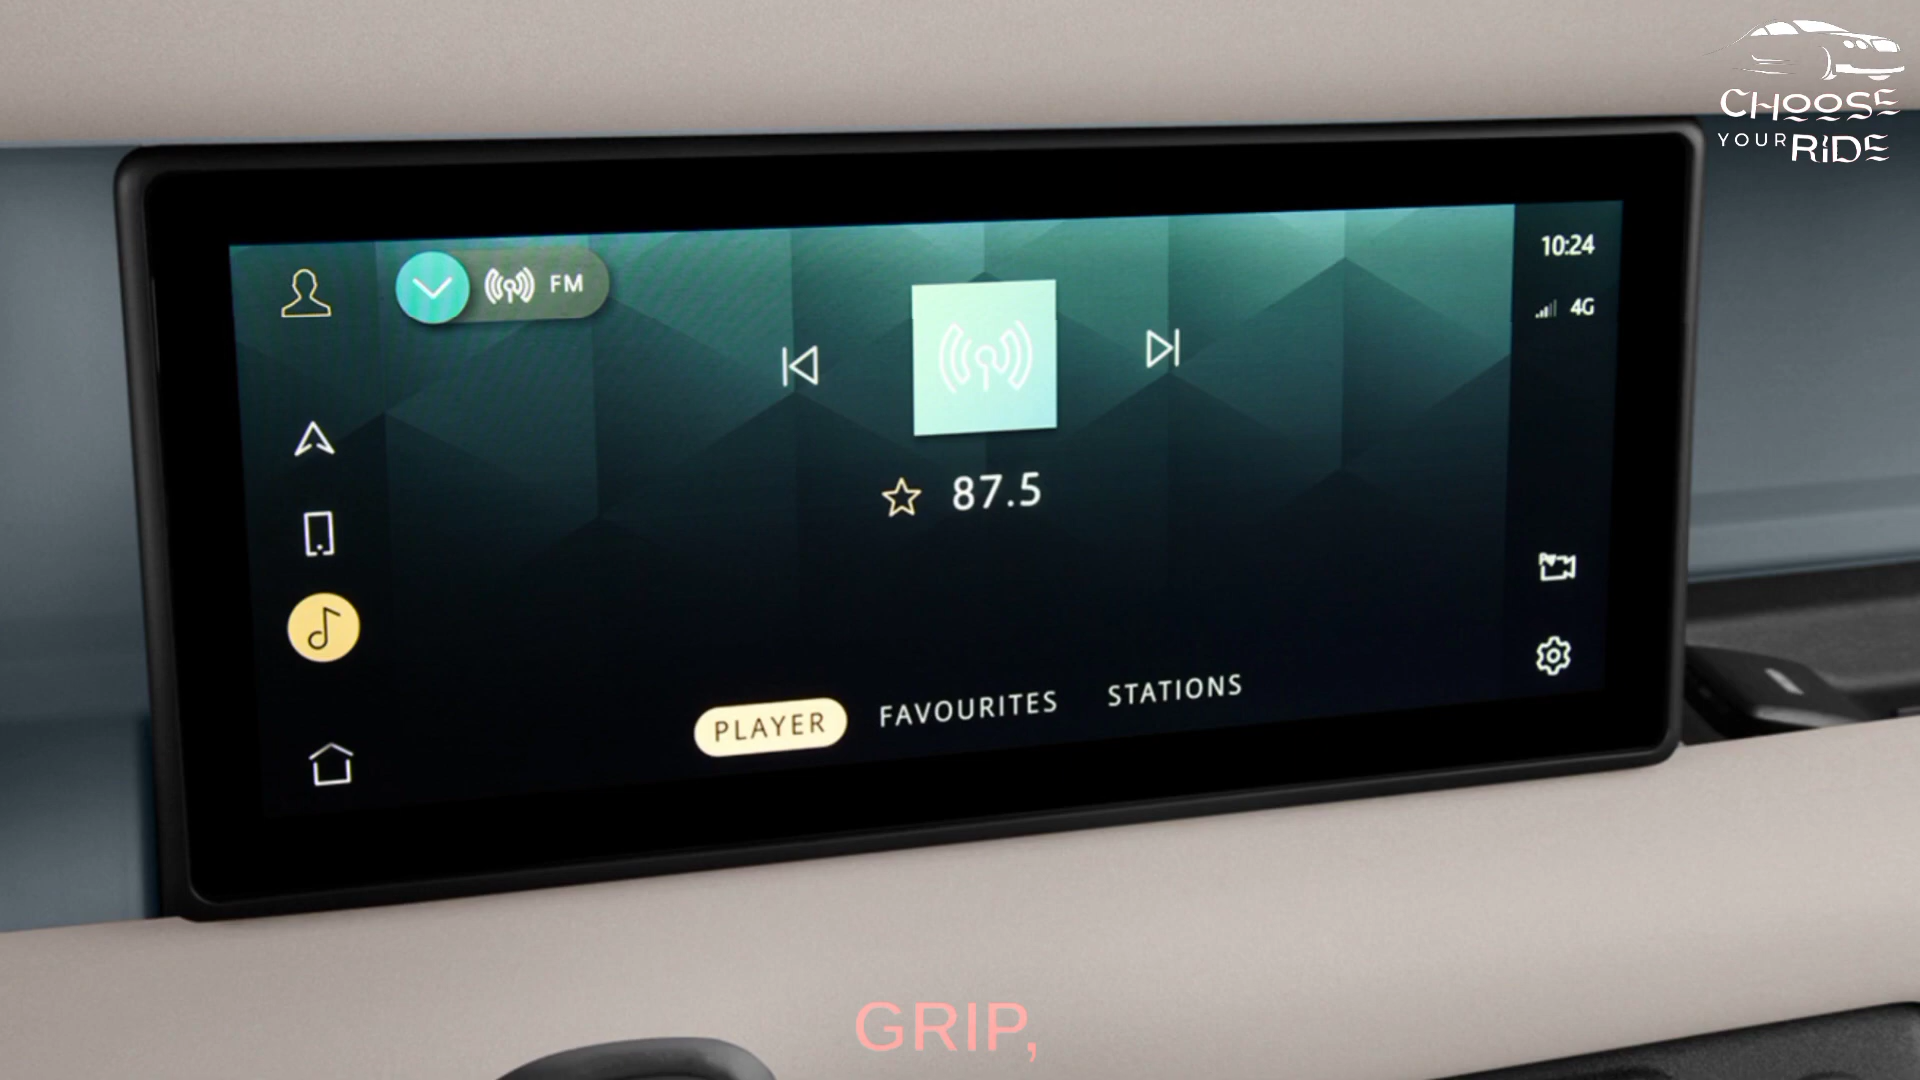 CHOOSE
YOUR RIDE
10:24
FM
4G
87.5
PLAYER FAVOURITES STATIONS
GRIP,